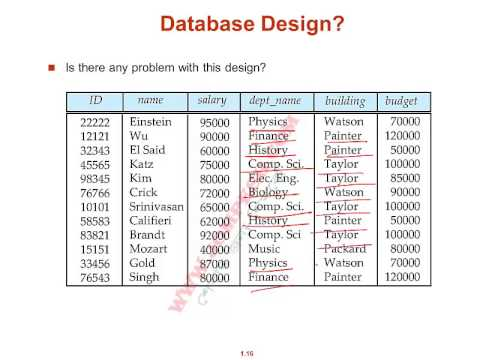 Database Design?
Is there any problem with this design?
ID name salary dept_name building budget
22222 Einstein 95000 Physics Watson 70000
12121 Wu 90000 Finance Painter 120000
32343 El Said 60000 History Painter 50000
45565 Katz 75000 Comp. Sci. Taylor 100000
98345 Kim 80000 Elec. Eng. Taylor 85000
76766 Crick 72000 Biology Watson 90000
10101 Srinivasan 65000 Comp. Sci. Taylor 100000
58583 Califieri 62000 History Painter 50000
83821 Brandt 92000 Comp. Sci Taylor 100000
15151 Mozart 40000 Music Packard 80000
33456 Gold 87000 Physics Watson 70000
76543 Singh 80000 Finance Painter 120000
1.16